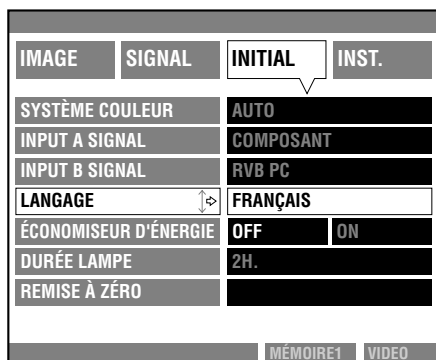 IMAGE SIGNAL INITIAL INST.
SYSTÈME COULEUR AUTO
INPUT A SIGNAL COMPOSANT
INPUT B SIGNAL RVB PC
LANGAGE FRANÇAIS
ÉCONOMISEUR D'ÉNERGIE OFF ON
DURÉE LAMPE 2H.
REMISE À ZÉRO
MÉMOIRE1 VIDEO